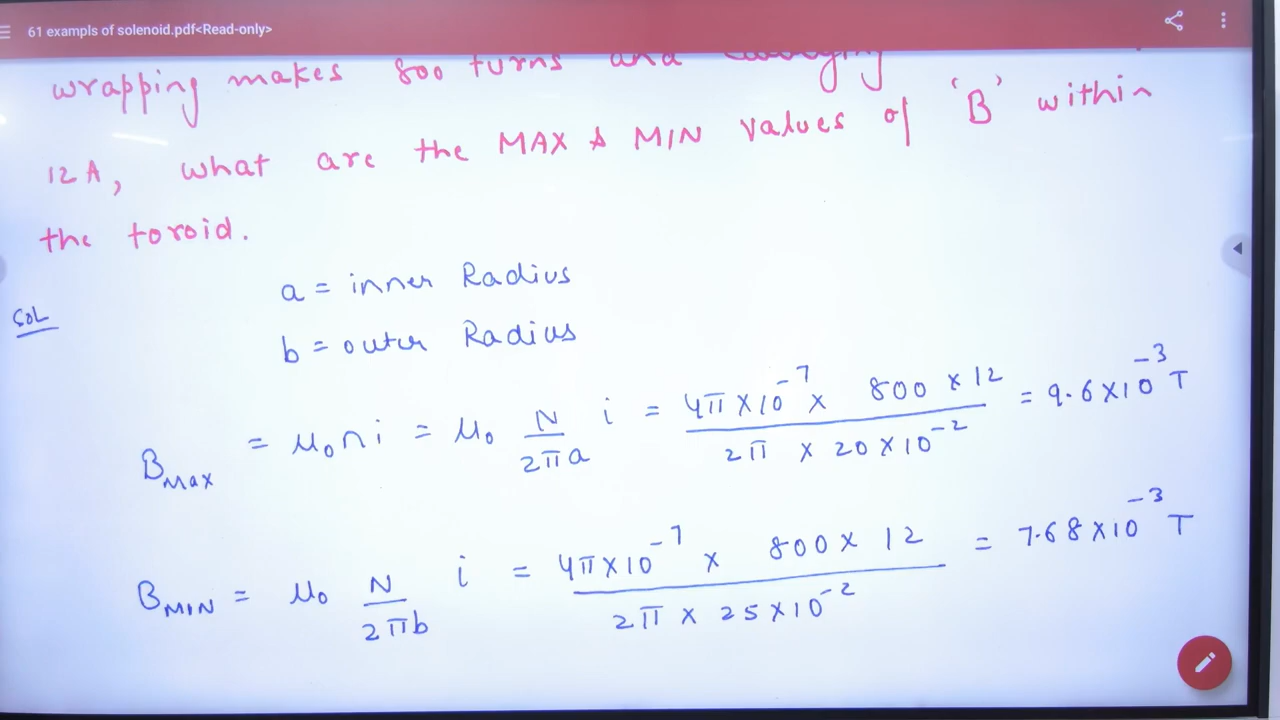 61 exampls of solenoid.pdf<Read-only>
wrapping makes 800 turns and
12A, what are the MAX & MIN values of 'B' within
the toroid.
SOL
a = inner Radius
b = outer Radius
B_MAX = μ₀ni = μ₀ N/2πa i = 4π×10⁻⁷ × 800 × 12 / 2π × 20×10⁻² = 9.6×10⁻³ T
B_MIN = μ₀ N/2πb i = 4π×10⁻⁷ × 800× 12 / 2π × 25×10⁻² = 7.68×10⁻³ T